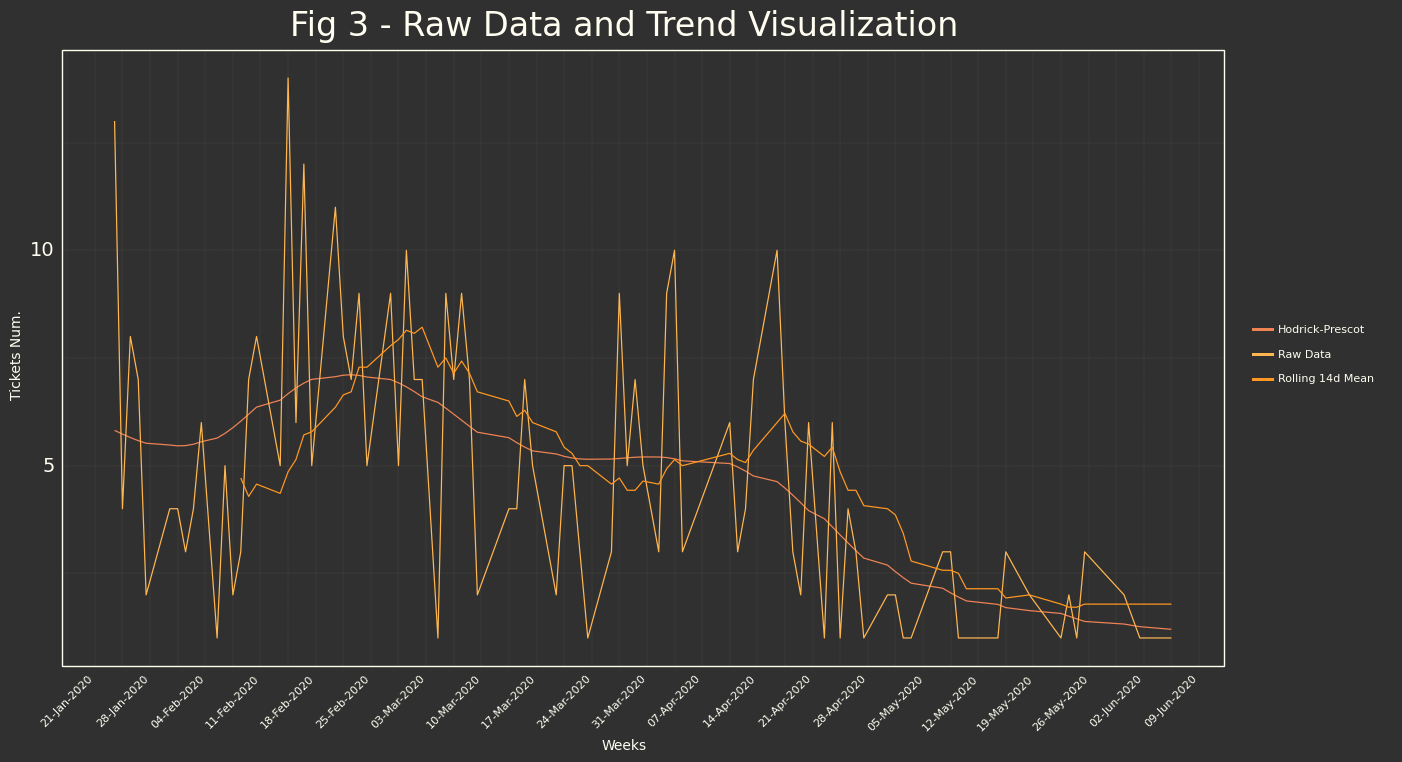 Fig 3 - Raw Data and Trend Visualization
10
5
Tickets Num.
21-Jan-2020
28-Jan-2020
04-Feb-2020
11-Feb-2020
18-Feb-2020
25-Feb-2020
03-Mar-2020
10-Mar-2020
17-Mar-2020
24-Mar-2020
31-Mar-2020
07-Apr-2020
14-Apr-2020
21-Apr-2020
28-Apr-2020
05-May-2020
12-May-2020
19-May-2020
26-May-2020
02-Jun-2020
09-Jun-2020
Weeks
Hodrick-Prescot
Raw Data
Rolling 14d Mean